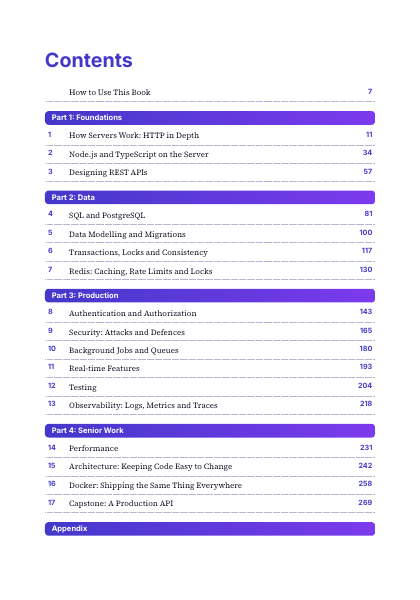 Contents
How to Use This Book 7
Part 1: Foundations
1 How Servers Work: HTTP in Depth 11
2 Node.js and TypeScript on the Server 34
3 Designing REST APIs 57
Part 2: Data
4 SQL and PostgreSQL 81
5 Data Modelling and Migrations 100
6 Transactions, Locks and Consistency 117
7 Redis: Caching, Rate Limits and Locks 130
Part 3: Production
8 Authentication and Authorization 143
9 Security: Attacks and Defences 165
10 Background Jobs and Queues 180
11 Real-time Features 193
12 Testing 204
13 Observability: Logs, Metrics and Traces 218
Part 4: Senior Work
14 Performance 231
15 Architecture: Keeping Code Easy to Change 242
16 Docker: Shipping the Same Thing Everywhere 258
17 Capstone: A Production API 269
Appendix